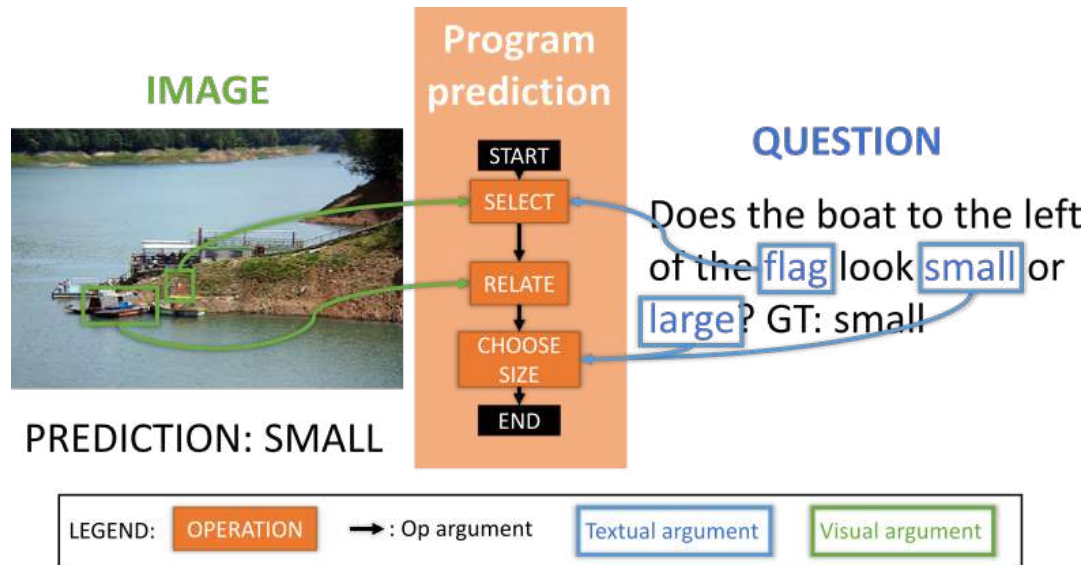 IMAGE
Program
prediction
QUESTION
START
SELECT
RELATE
CHOOSE
SIZE
END
Does the boat to the left
of the flag look small or
large? GT: small
PREDICTION: SMALL
LEGEND: OPERATION : Op argument Textual argument Visual argument